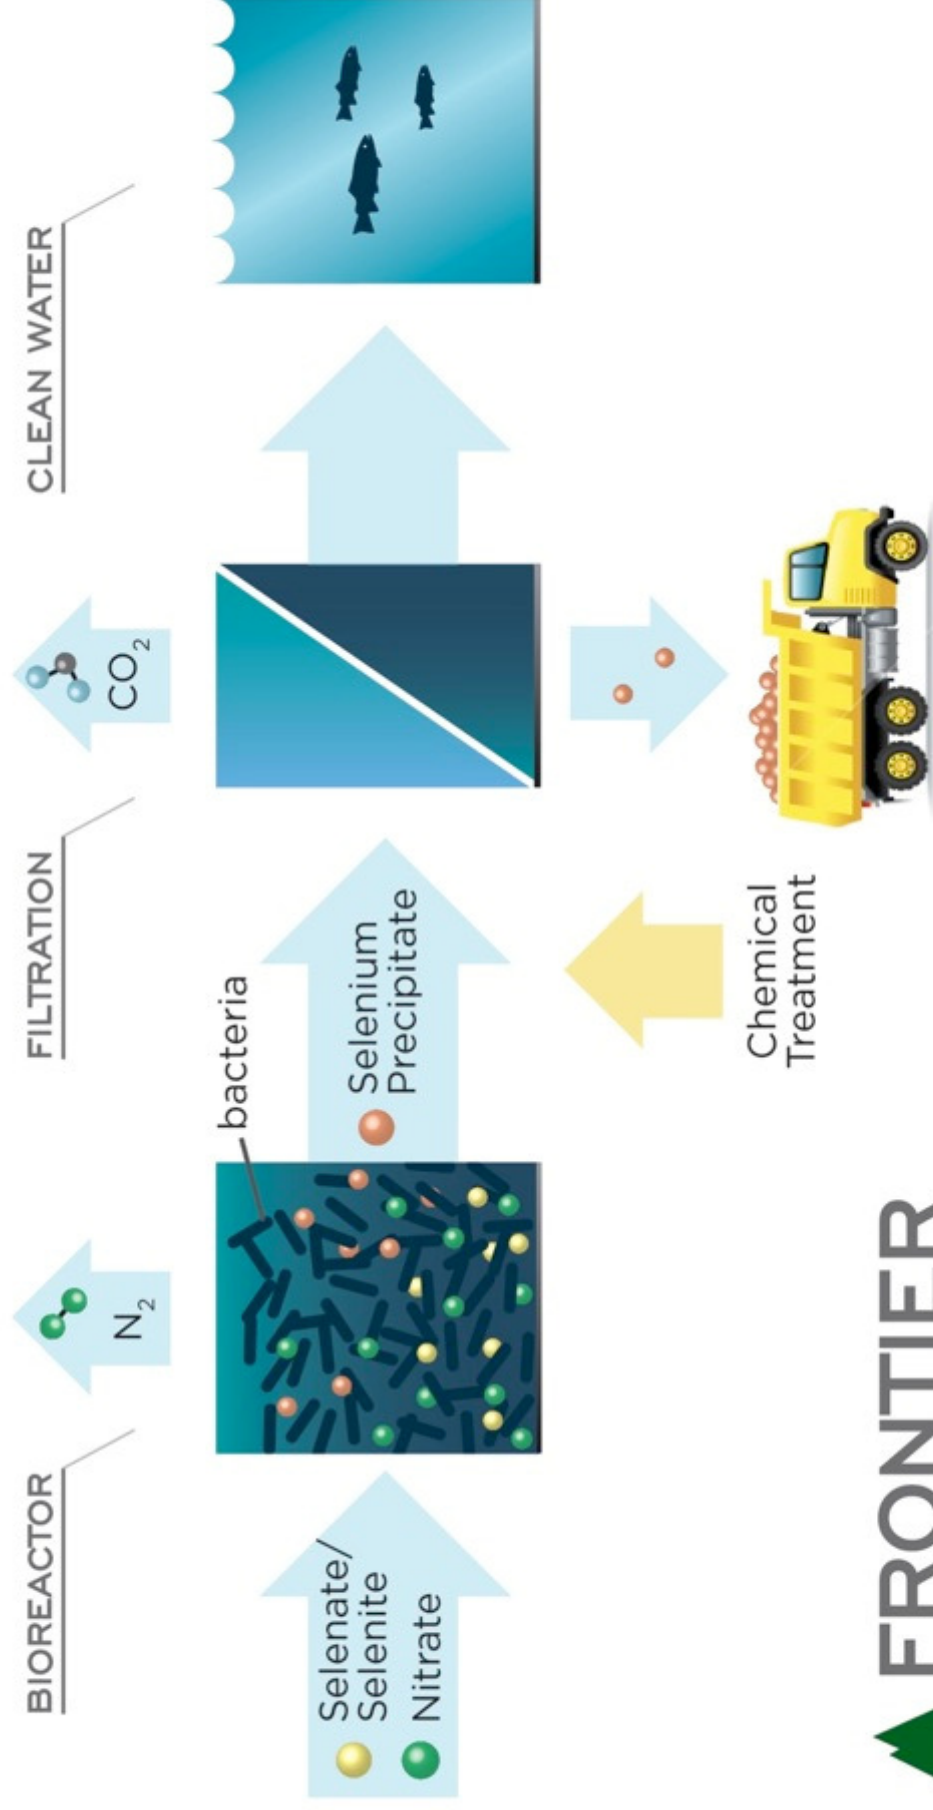 BIOREACTOR
FILTRATION
CLEAN WATER
N₂
CO₂
bacteria
Selenate/
Selenite
Nitrate
Selenium
Precipitate
Chemical
Treatment
FRONTIER